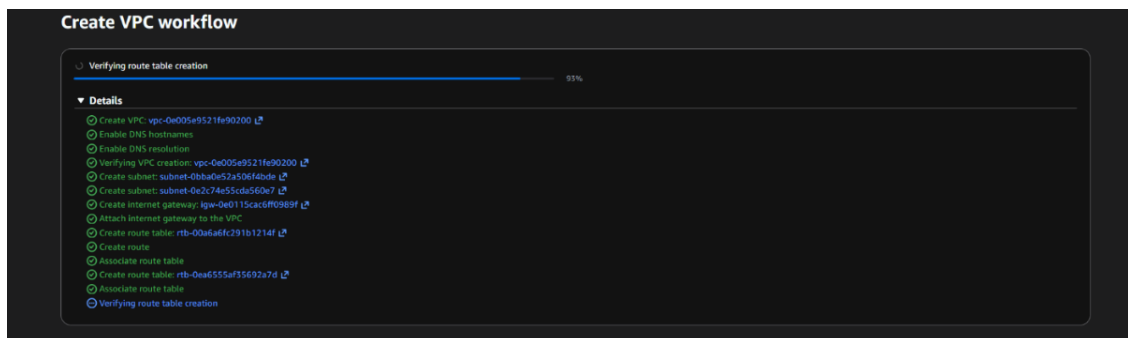 Create VPC workflow
Verifying route table creation
93%
Details
Create VPC: vpc-0e005e9521fe90200
Enable DNS hostnames
Enable DNS resolution
Verifying VPC creation: vpc-0e005e9521fe90200
Create subnet: subnet-0bba0e52a506f4bde
Create subnet: subnet-0e2c74e55cda560e7
Create internet gateway: igw-0e0115cac6ff0989f
Attach internet gateway to the VPC
Create route table: rtb-00a6a6fc291b1214f
Create route
Associate route table
Create route table: rtb-0ea6555af35692a7d
Associate route table
Verifying route table creation